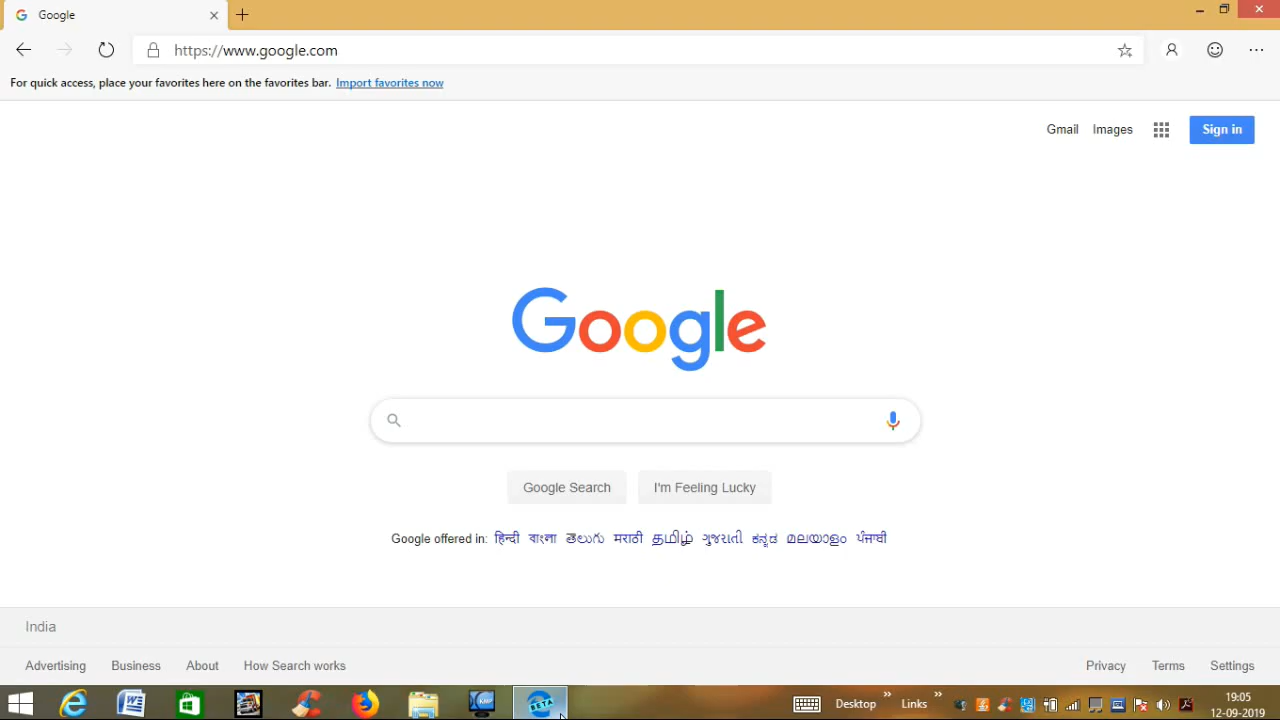 Google
https://www.google.com
For quick access, place your favorites here on the favorites bar. Import favorites now
Gmail Images Sign in
Google
Google Search I'm Feeling Lucky
Google offered in: हिन्दी বাংলা తెలుగు मराठी தமிழ் ગુજરાતી ಕನ್ನಡ മലയാളം ਪੰਜਾਬੀ
India
Advertising Business About How Search works Privacy Terms Settings
BETA
Desktop » Links » 19:05
12-09-2019